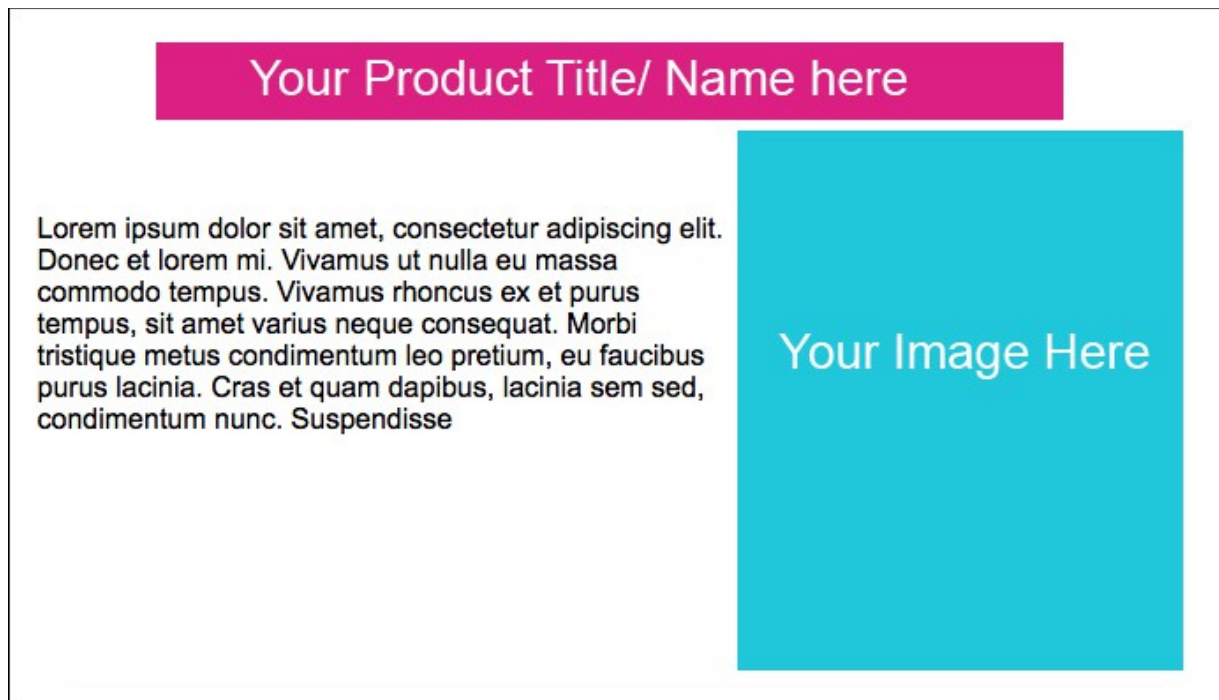 Your Product Title/ Name here
Lorem ipsum dolor sit amet, consectetur adipiscing elit.
Donec et lorem mi. Vivamus ut nulla eu massa
commodo tempus. Vivamus rhoncus ex et purus
tempus, sit amet varius neque consequat. Morbi
tristique metus condimentum leo pretium, eu faucibus
purus lacinia. Cras et quam dapibus, lacinia sem sed,
condimentum nunc. Suspendisse
Your Image Here